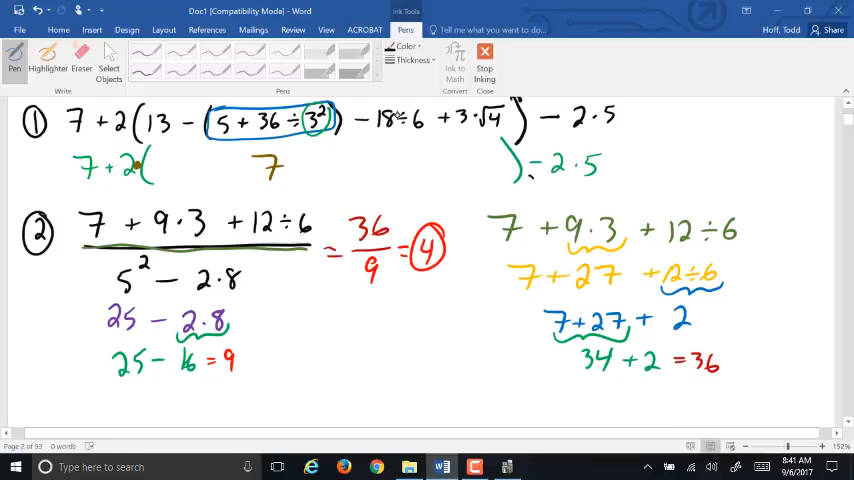 Doc1 [Compatibility Mode] - Word
Ink Tools
Hoff, Todd
File Home Insert Design Layout References Mailings Review View ACROBAT Pens Tell me what you want to do... Share
Pen Highlighter Eraser Select Objects
Color
Thickness
Ink to Math
Stop Inking
Convert
Close
Write
Pens
① 7 + 2(13 - (5 + 36 ÷ 3²) - 18 ÷ 6 + 3·√4) - 2·5
7 + 2·( 7 ) - 2·5
② 7 + 9·3 + 12 ÷ 6 / 5² - 2·8 = 36/9 = 4
7 + 9·3 + 12 ÷ 6
7 + 27 + 12 ÷ 6
25 - 2·8
7 + 27 + 2
25 - 16 = 9
34 + 2 = 36
Page 2 of 93 0 words
152%
Type here to search
8:41 AM
9/6/2017